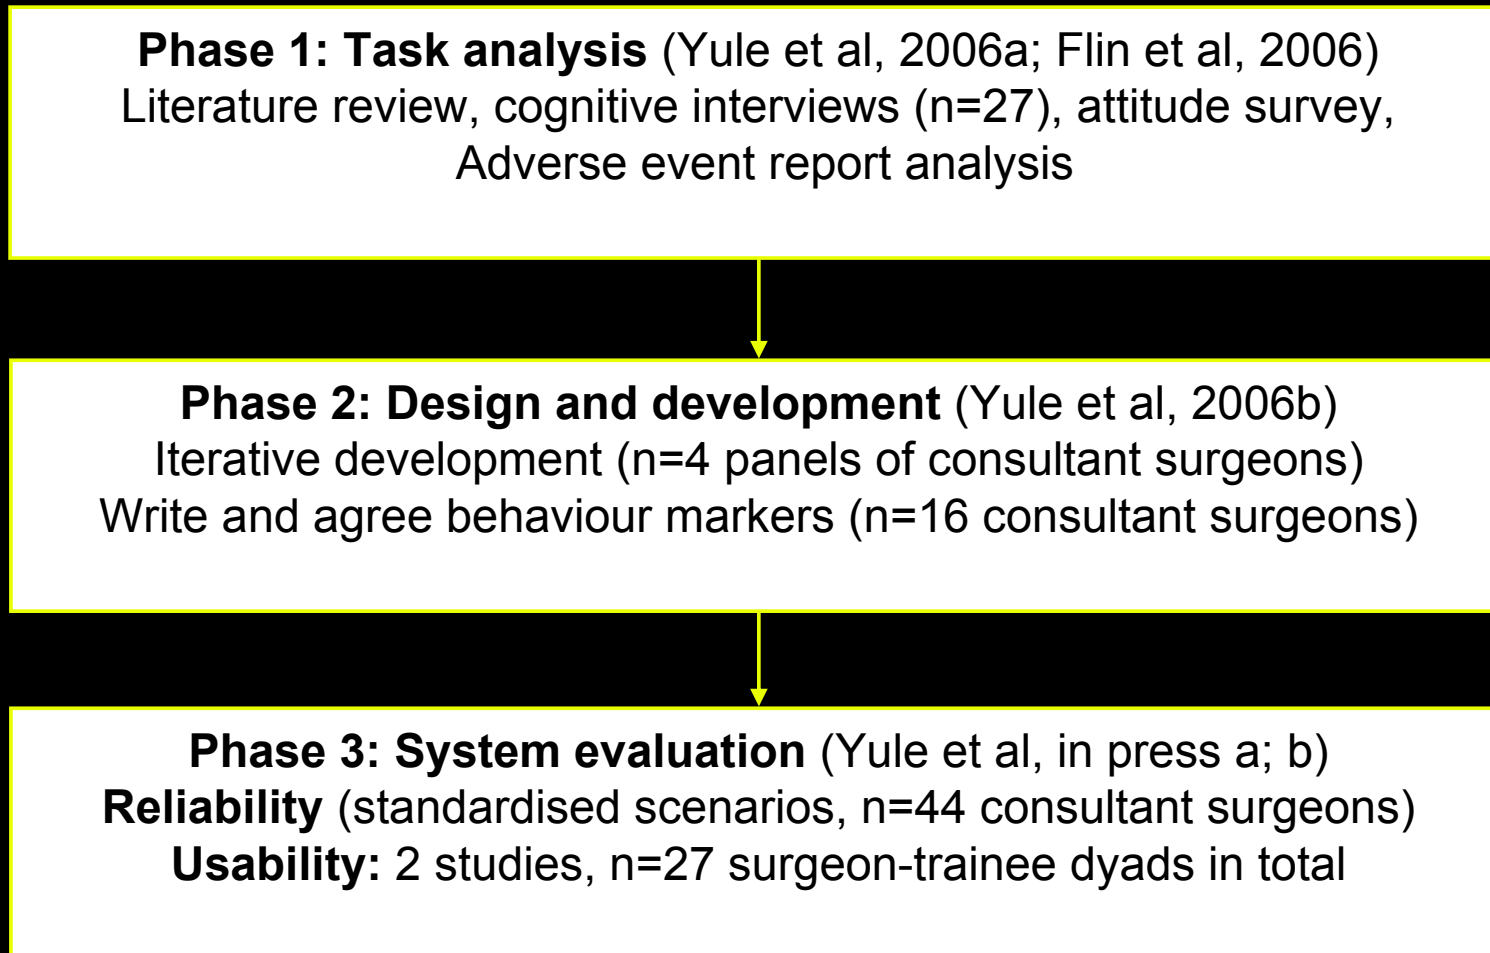 Phase 1: Task analysis (Yule et al, 2006a; Flin et al, 2006)
Literature review, cognitive interviews (n=27), attitude survey,
Adverse event report analysis
Phase 2: Design and development (Yule et al, 2006b)
Iterative development (n=4 panels of consultant surgeons)
Write and agree behaviour markers (n=16 consultant surgeons)
Phase 3: System evaluation (Yule et al, in press a; b)
Reliability (standardised scenarios, n=44 consultant surgeons)
Usability: 2 studies, n=27 surgeon-trainee dyads in total